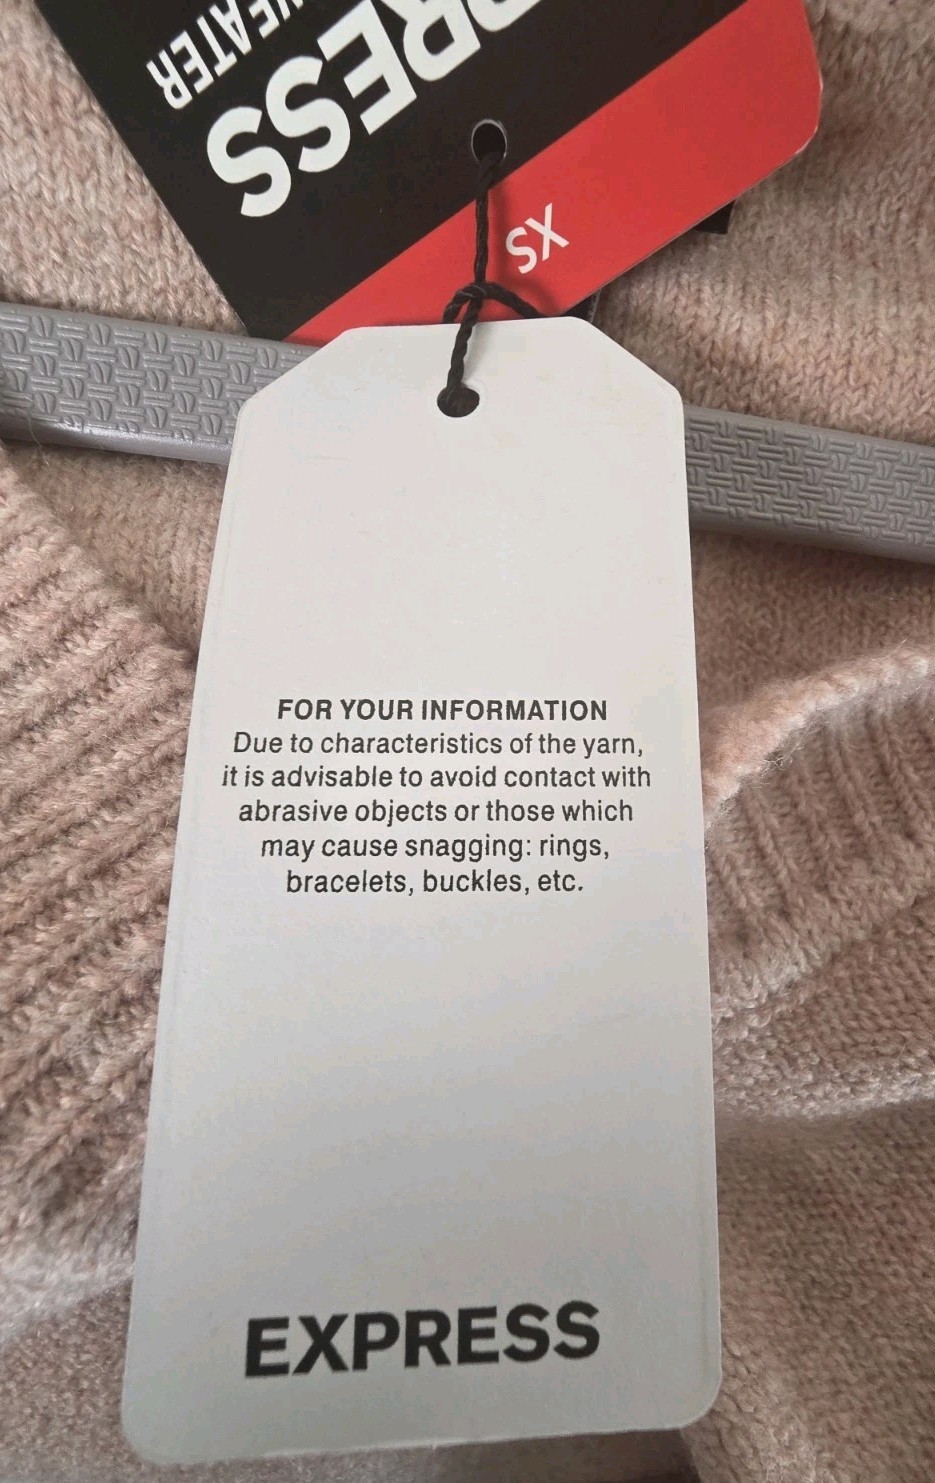 EXPRESS
XS
FOR YOUR INFORMATION
Due to characteristics of the yarn,
it is advisable to avoid contact with
abrasive objects or those which
may cause snagging: rings,
bracelets, buckles, etc.
EXPRESS